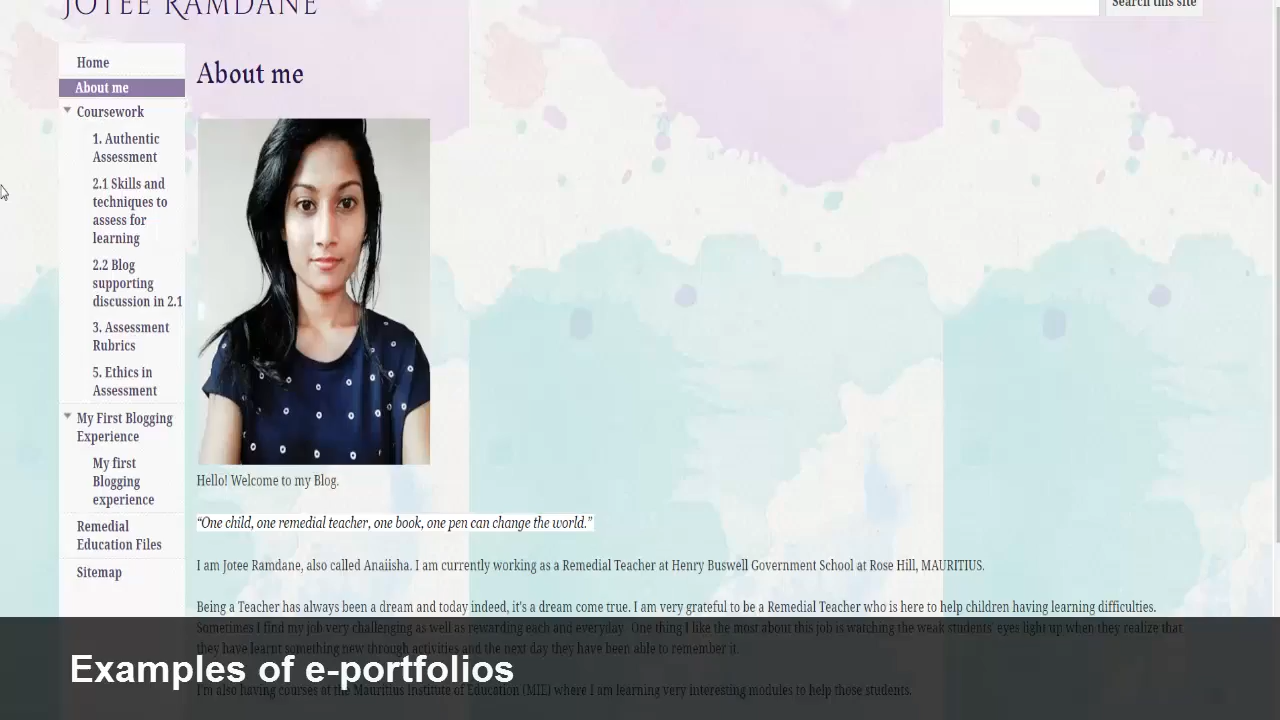 JOTEE RAMDANE
Search this site
Home
About me
Coursework
1. Authentic
Assessment
2.1 Skills and
techniques to
assess for
learning
2.2 Blog
supporting
discussion in 2.1
3. Assessment
Rubrics
5. Ethics in
Assessment
My First Blogging
Experience
My first
Blogging
experience
Remedial
Education Files
Sitemap
About me
Hello! Welcome to my Blog.
“One child, one remedial teacher, one book, one pen can change the world.”
I am Jotee Ramdane, also called Anaiisha. I am currently working as a Remedial Teacher at Henry Buswell Government School at Rose Hill, MAURITIUS.
Being a Teacher has always been a dream and today indeed, it's a dream come true. I am very grateful to be a Remedial Teacher who is here to help children having learning difficulties.
Sometimes I find my job very challenging as well as rewarding each and everyday. One thing I like the most about this job is watching the weak students' eyes light up when they realize that
they have learnt something new through activities and the next day they have been able to remember it.
I'm also having courses at the Mauritius Institute of Education (MIE) where I am learning very interesting modules to help those students.
Examples of e-portfolios